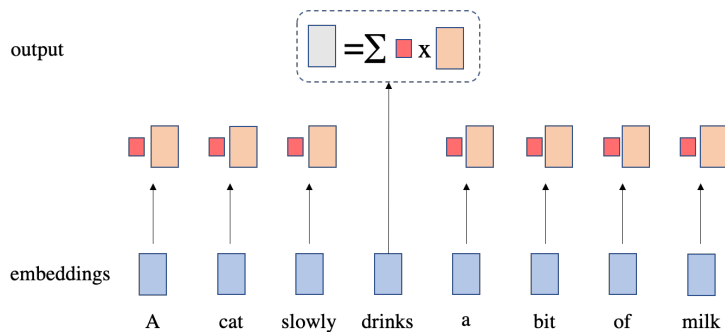 output
=∑ x
embeddings
A cat slowly drinks a bit of milk